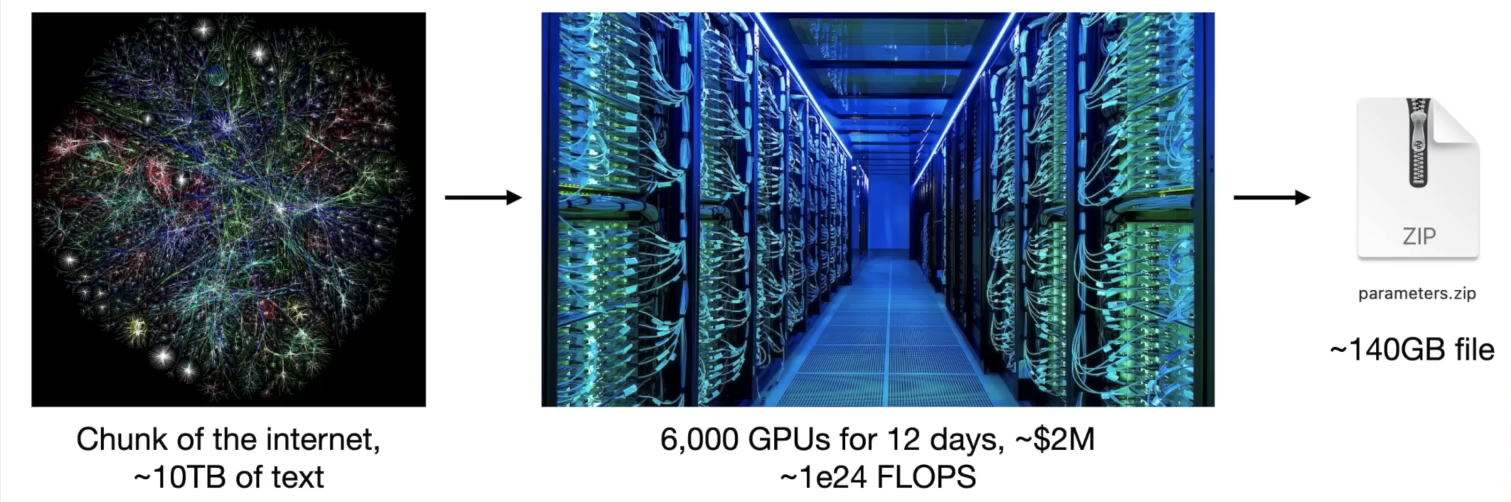 Chunk of the internet,
~10TB of text
6,000 GPUs for 12 days, ~$2M
~1e24 FLOPS
ZIP
parameters.zip
~140GB file